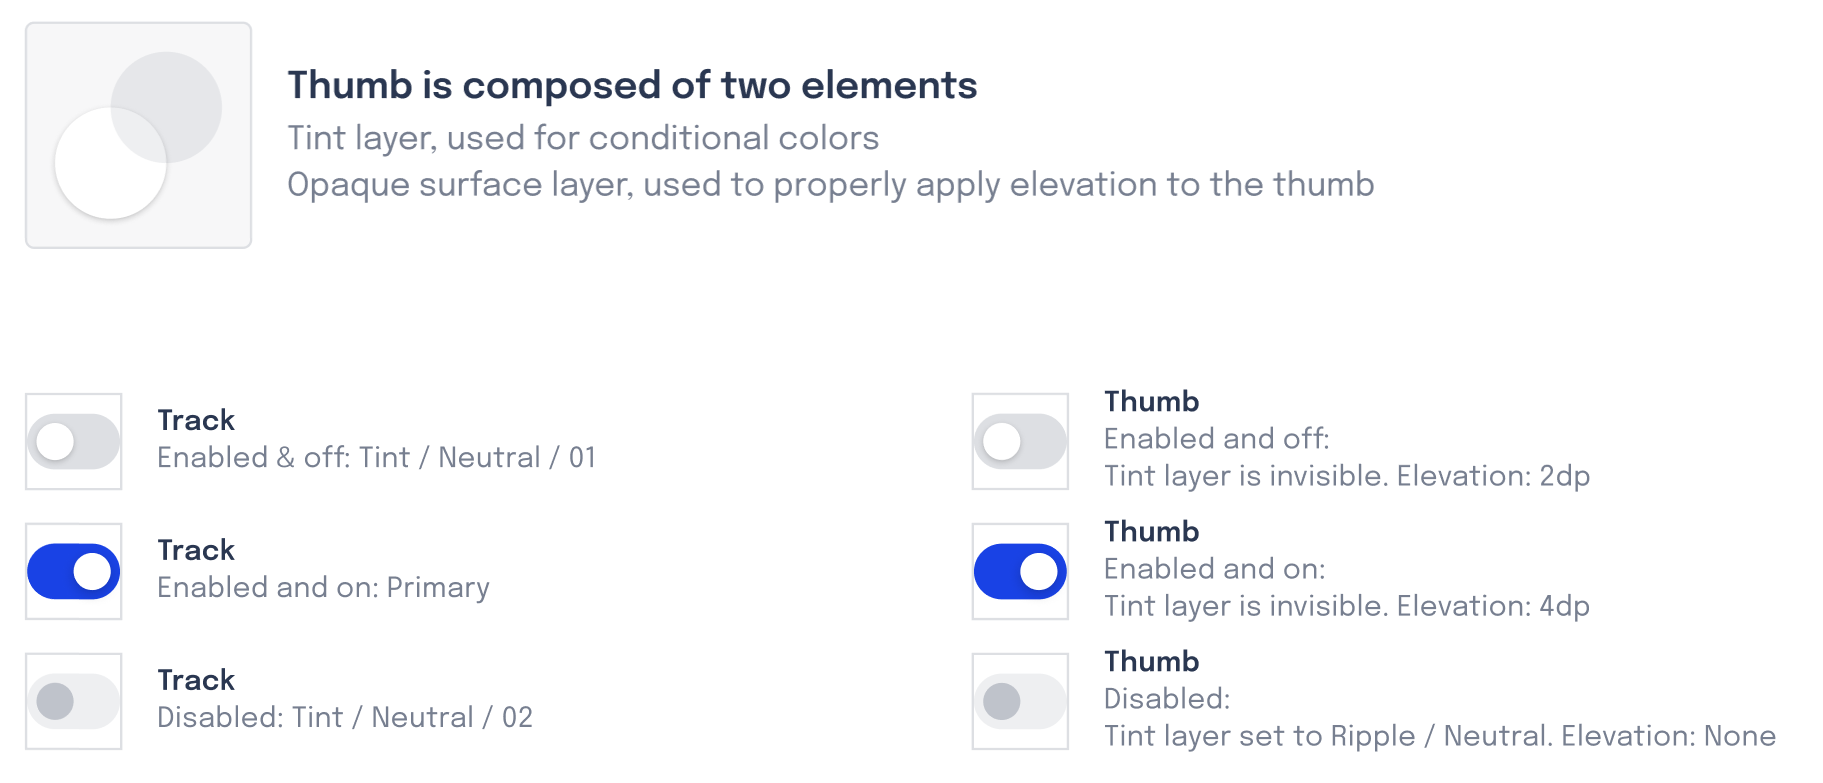 Thumb is composed of two elements
Tint layer, used for conditional colors
Opaque surface layer, used to properly apply elevation to the thumb
Track
Enabled & off: Tint / Neutral / 01
Thumb
Enabled and off:
Tint layer is invisible. Elevation: 2dp
Track
Enabled and on: Primary
Thumb
Enabled and on:
Tint layer is invisible. Elevation: 4dp
Track
Disabled: Tint / Neutral / 02
Thumb
Disabled:
Tint layer set to Ripple / Neutral. Elevation: None